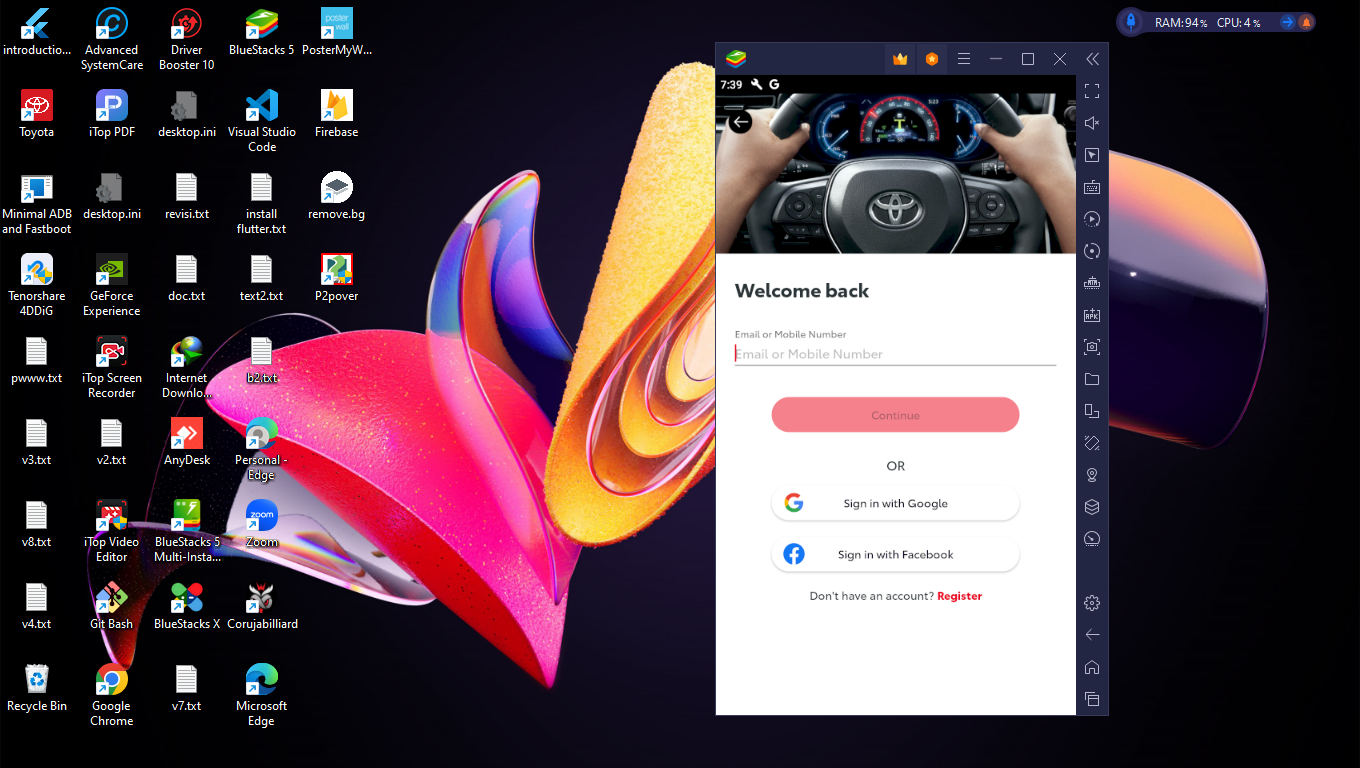 introductio...
Advanced
SystemCare
Driver
Booster 10
BlueStacks 5
PosterMyW...
poster
wall
Toyota
iTop PDF
desktop.ini
Visual Studio
Code
Firebase
Minimal ADB
and Fastboot
desktop.ini
revisi.txt
install
flutter.txt
remove.bg
Tenorshare
4DDiG
GeForce
Experience
doc.txt
text2.txt
P2pover
pwww.txt
iTop Screen
Recorder
Internet
Downlo...
b2.txt
v3.txt
v2.txt
AnyDesk
Personal -
Edge
v8.txt
iTop Video
Editor
BlueStacks 5
Multi-Insta...
zoom
Zoom
v4.txt
Git Bash
BlueStacks X
Corujabilliard
Recycle Bin
Google
Chrome
v7.txt
Microsoft
Edge
RAM:94% CPU:4%
7:39
Welcome back
Email or Mobile Number
Email or Mobile Number
Continue
OR
Sign in with Google
Sign in with Facebook
Don't have an account? Register